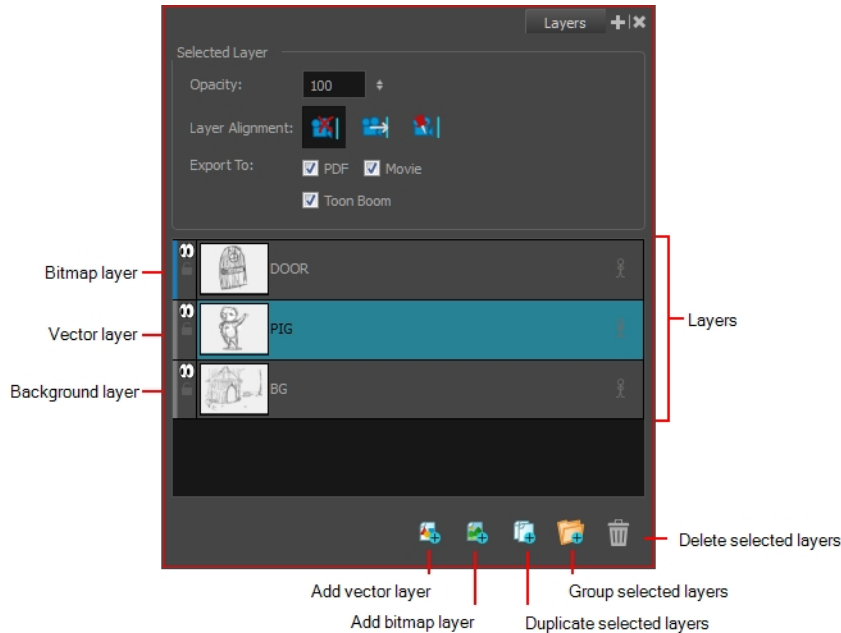 Layers
Selected Layer
Opacity: 100
Layer Alignment:
Export To: PDF Movie
Toon Boom
Bitmap layer DOOR
Vector layer PIG Layers
Background layer BG
Delete selected layers
Add vector layer Group selected layers
Add bitmap layer Duplicate selected layers